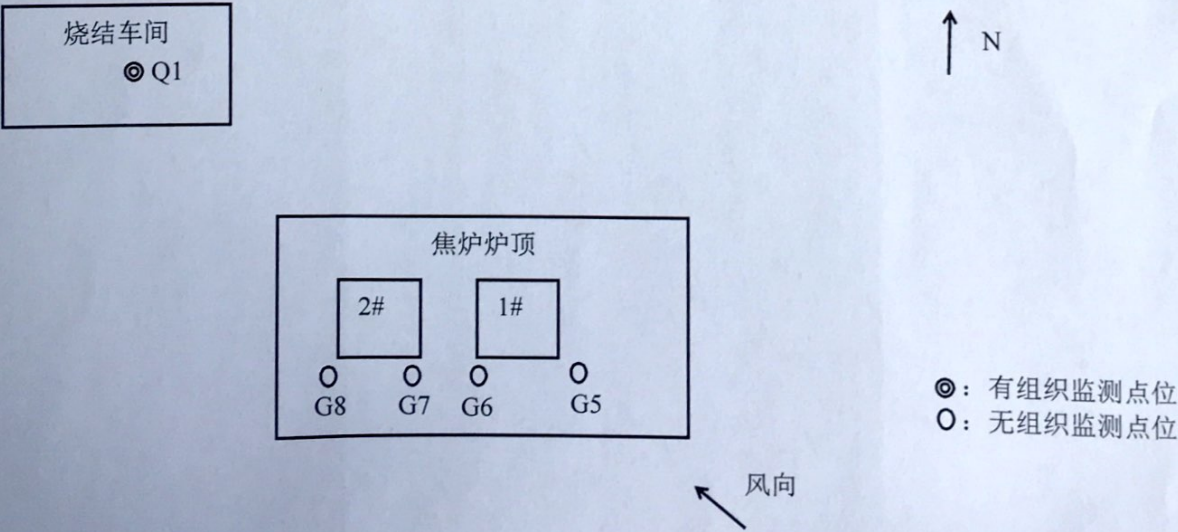 烧结车间
◎ Q1
N
焦炉炉顶
2#
1#
G8
G7
G6
G5
◎：有组织监测点位
○：无组织监测点位
风向